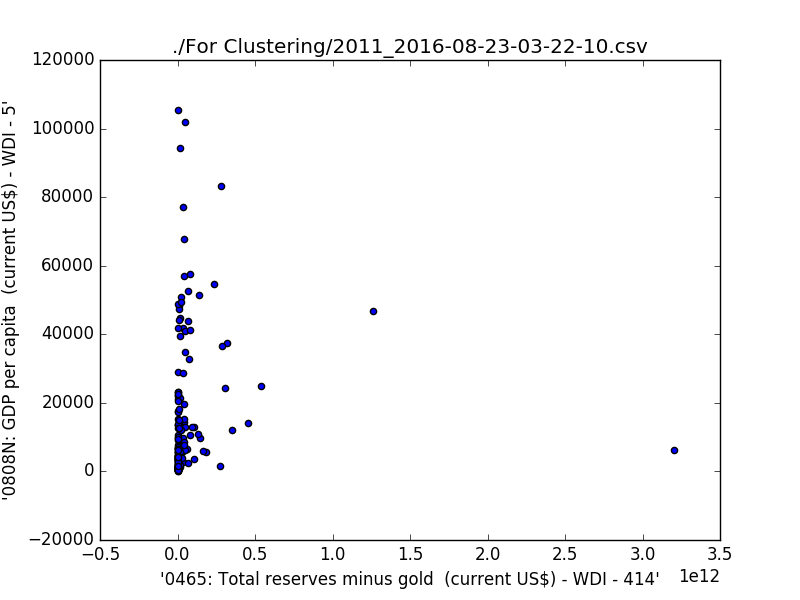 ./For Clustering/2011_2016-08-23-03-22-10.csv
120000
100000
80000
60000
40000
20000
0
−20000
'0808N: GDP per capita  (current US$) - WDI - 5'
−0.5 0.0 0.5 1.0 1.5 2.0 2.5 3.0 3.5
1e12
'0465: Total reserves minus gold  (current US$) - WDI - 414'